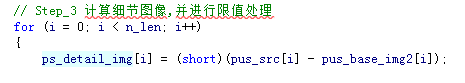 // Step_3 计算细节图像,并进行限值处理
for (i = 0; i < n_len; i++)
{
ps_detail_img[i] = (short)(pus_src[i] - pus_base_img2[i]);